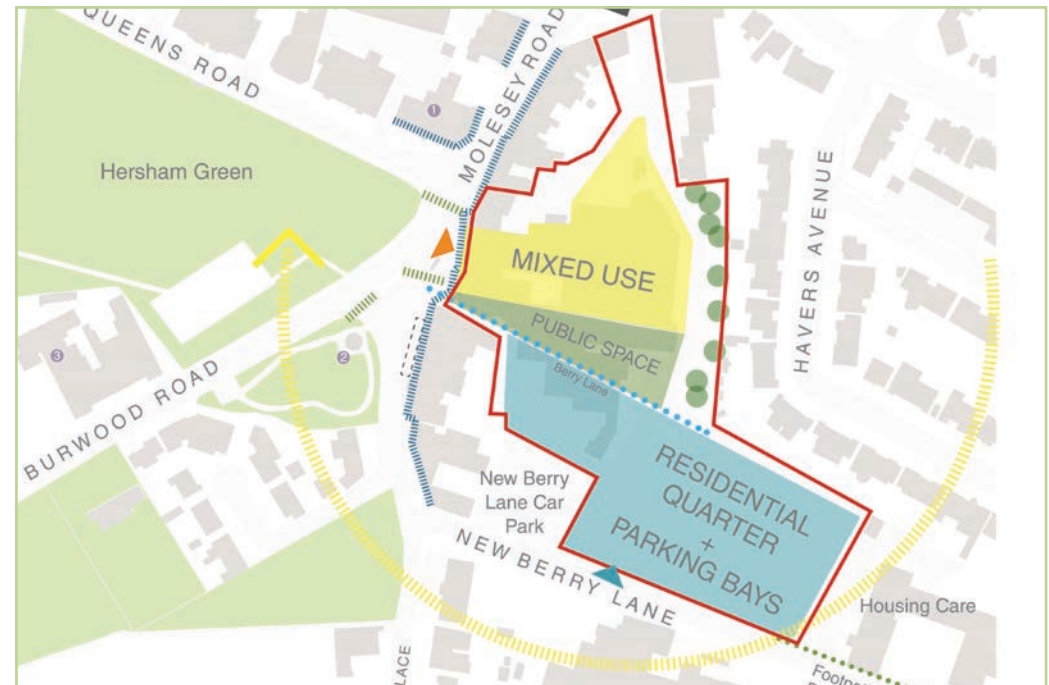 QUEENS ROAD
MOLESEY ROAD
1
Hersham Green
HAVERS AVENUE
MIXED USE
PUBLIC SPACE
Berry Lane
3
2
BURWOOD ROAD
RESIDENTIAL
QUARTER
+
PARKING BAYS
New Berry
Lane Car
Park
NEW BERRY LANE
Housing Care
LACE